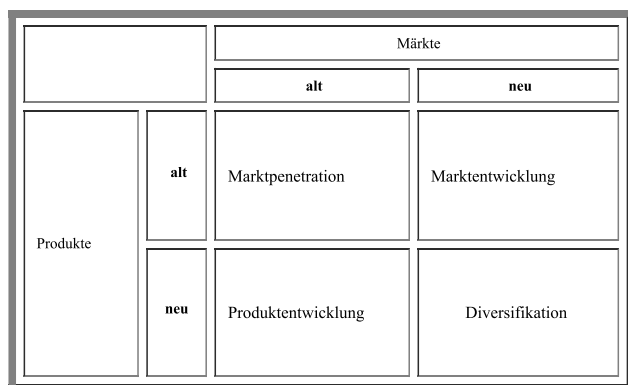 Märkte
alt
neu
Produkte
alt
Marktpenetration
Marktentwicklung
neu
Produktentwicklung
Diversifikation